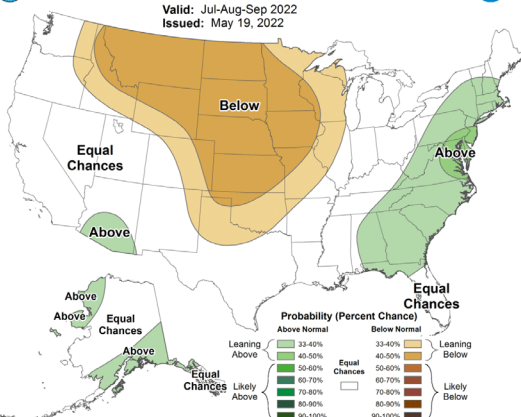 Valid: Jul-Aug-Sep 2022
Issued: May 19, 2022
Below
Equal
Chances
Above
Above
Equal
Chances
Above
Above
Equal
Chances
Above
Equal
Chances
Probability (Percent Chance)
Above Normal
Below Normal
Leaning
Above
33-40%
40-50%
50-60%
60-70%
70-80%
80-90%
90-100%
Likely
Above
Equal
Chances
33-40%
40-50%
50-60%
60-70%
70-80%
80-90%
90-100%
Leaning
Below
Likely
Below